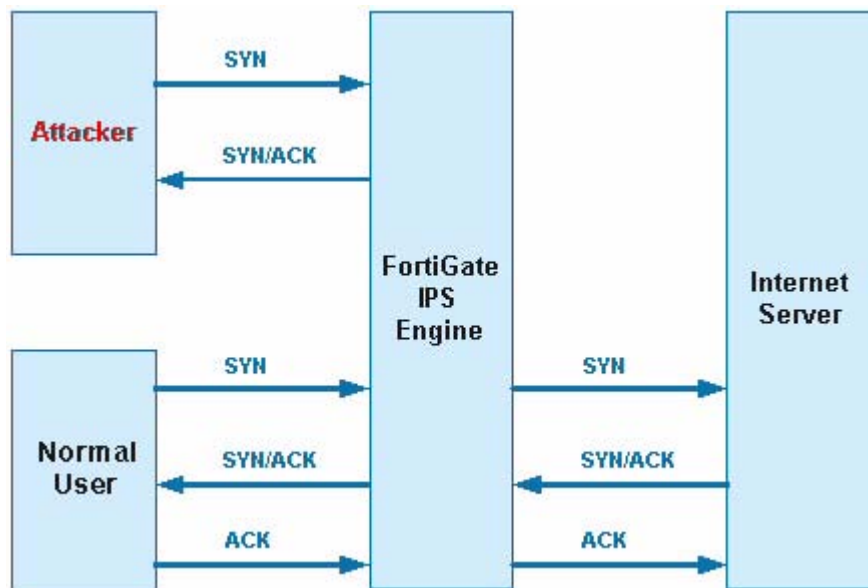 SYN
Attacker
SYN/ACK
FortiGate
IPS
Engine
Internet
Server
SYN
SYN
Normal
User
SYN/ACK
SYN/ACK
ACK
ACK